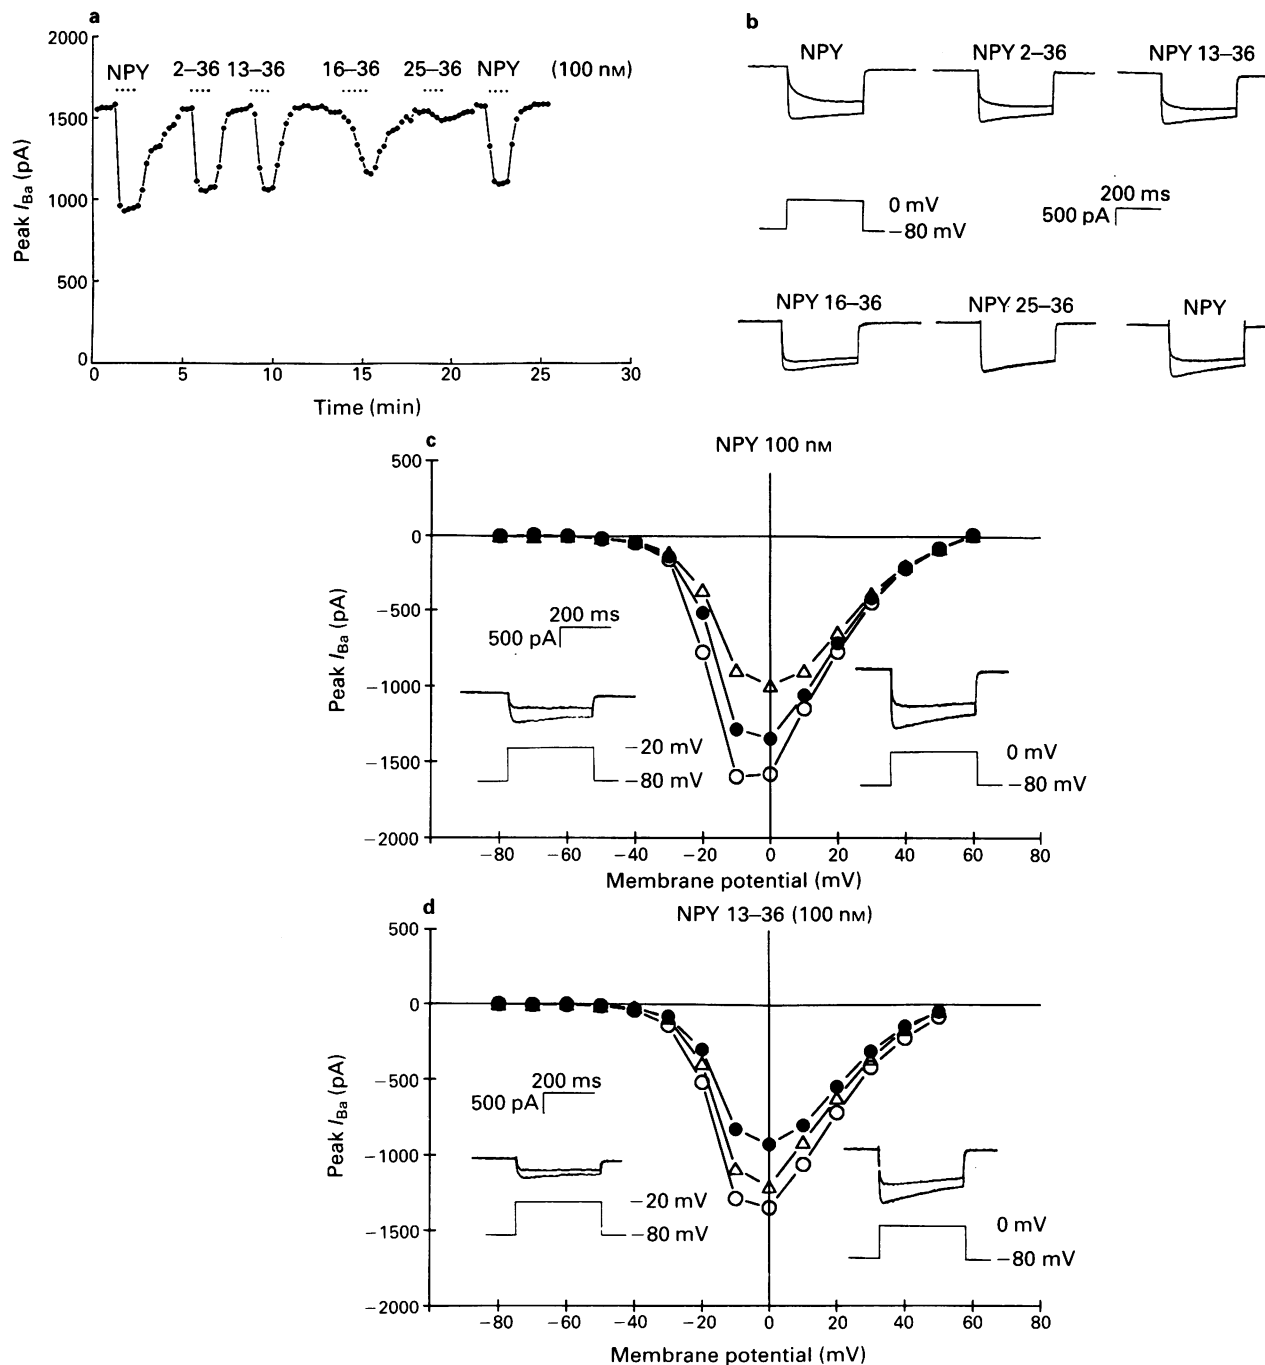 a
2000
1500
1000
500
0
Peak IBa (pA)
NPY 2–36 13–36 16–36 25–36 NPY (100 nM)
0 5 10 15 20 25 30
Time (min)
b
NPY NPY 2–36 NPY 13–36
0 mV
−80 mV
200 ms
500 pA
NPY 16–36 NPY 25–36 NPY
c
NPY 100 nM
500
0
−500
−1000
−1500
−2000
Peak IBa (pA)
200 ms
500 pA
−20 mV
−80 mV
0 mV
−80 mV
−80 −60 −40 −20 0 20 40 60 80
Membrane potential (mV)
d
NPY 13–36 (100 nM)
500
0
−500
−1000
−1500
−2000
Peak IBa (pA)
200 ms
500 pA
−20 mV
−80 mV
0 mV
−80 mV
−80 −60 −40 −20 0 20 40 60 80
Membrane potential (mV)